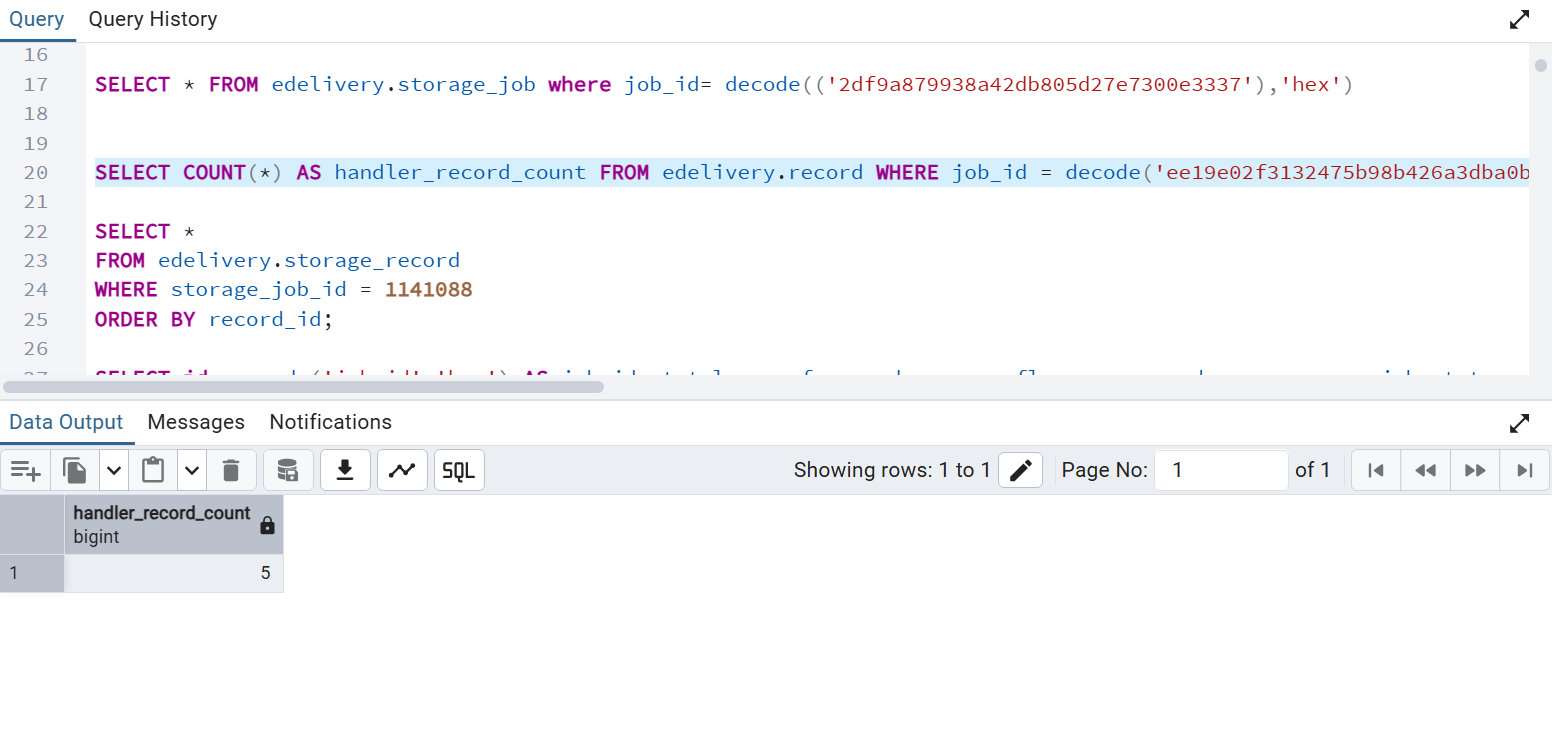 Query Query History
16
17 SELECT * FROM edelivery.storage_job where job_id= decode(('2df9a879938a42db805d27e7300e3337'),'hex')
18
19
20 SELECT COUNT(*) AS handler_record_count FROM edelivery.record WHERE job_id = decode('ee19e02f3132475b98b426a3dba0b
21
22 SELECT *
23 FROM edelivery.storage_record
24 WHERE storage_job_id = 1141088
25 ORDER BY record_id;
26
Data Output Messages Notifications
SQL Showing rows: 1 to 1 Page No: 1 of 1
handler_record_count
bigint
1 5